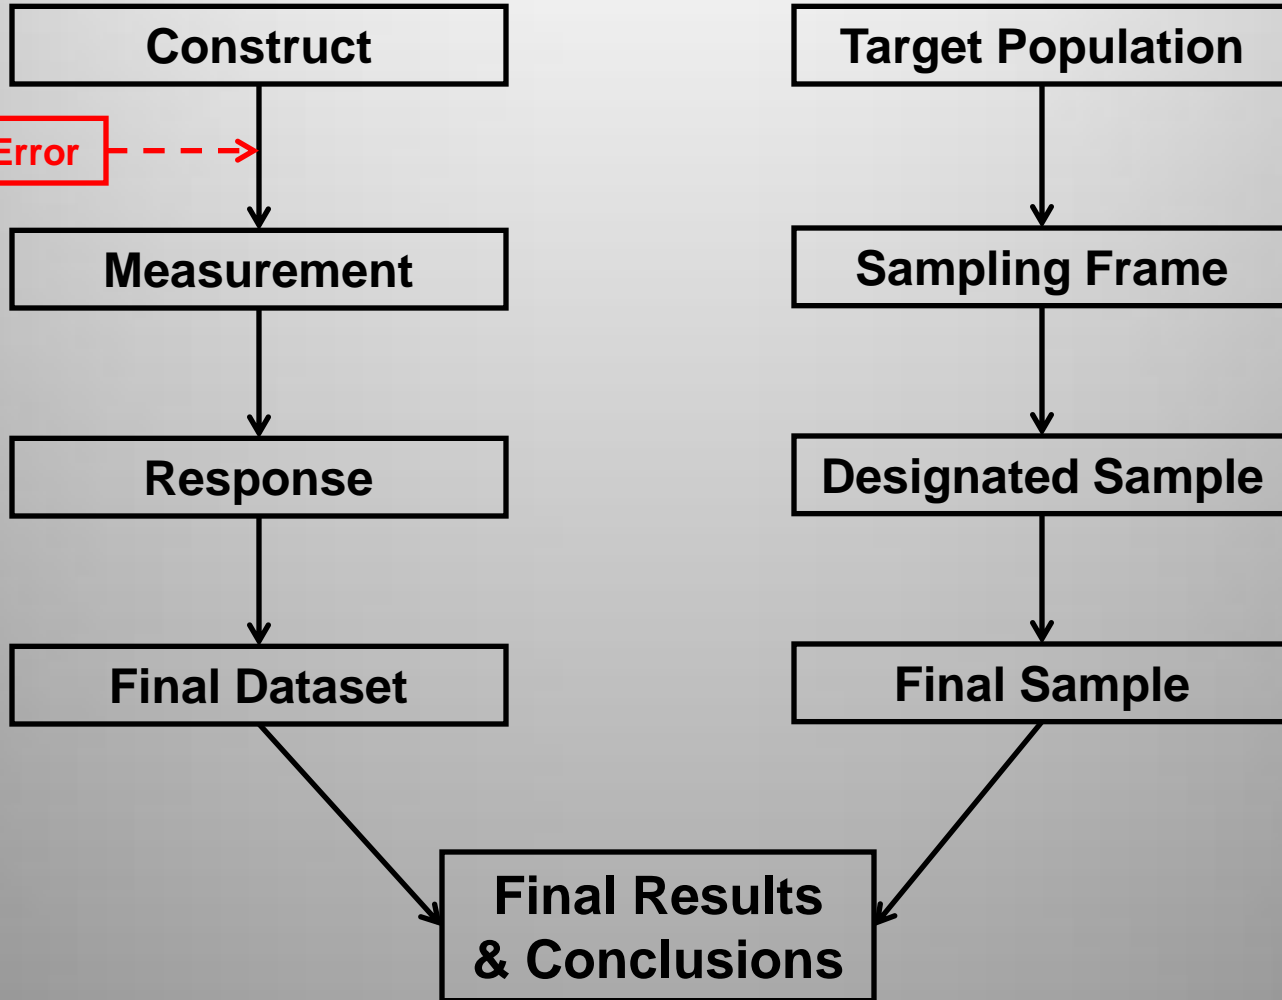 Construct
Target Population
Error
Measurement
Sampling Frame
Response
Designated Sample
Final Dataset
Final Sample
Final Results
& Conclusions